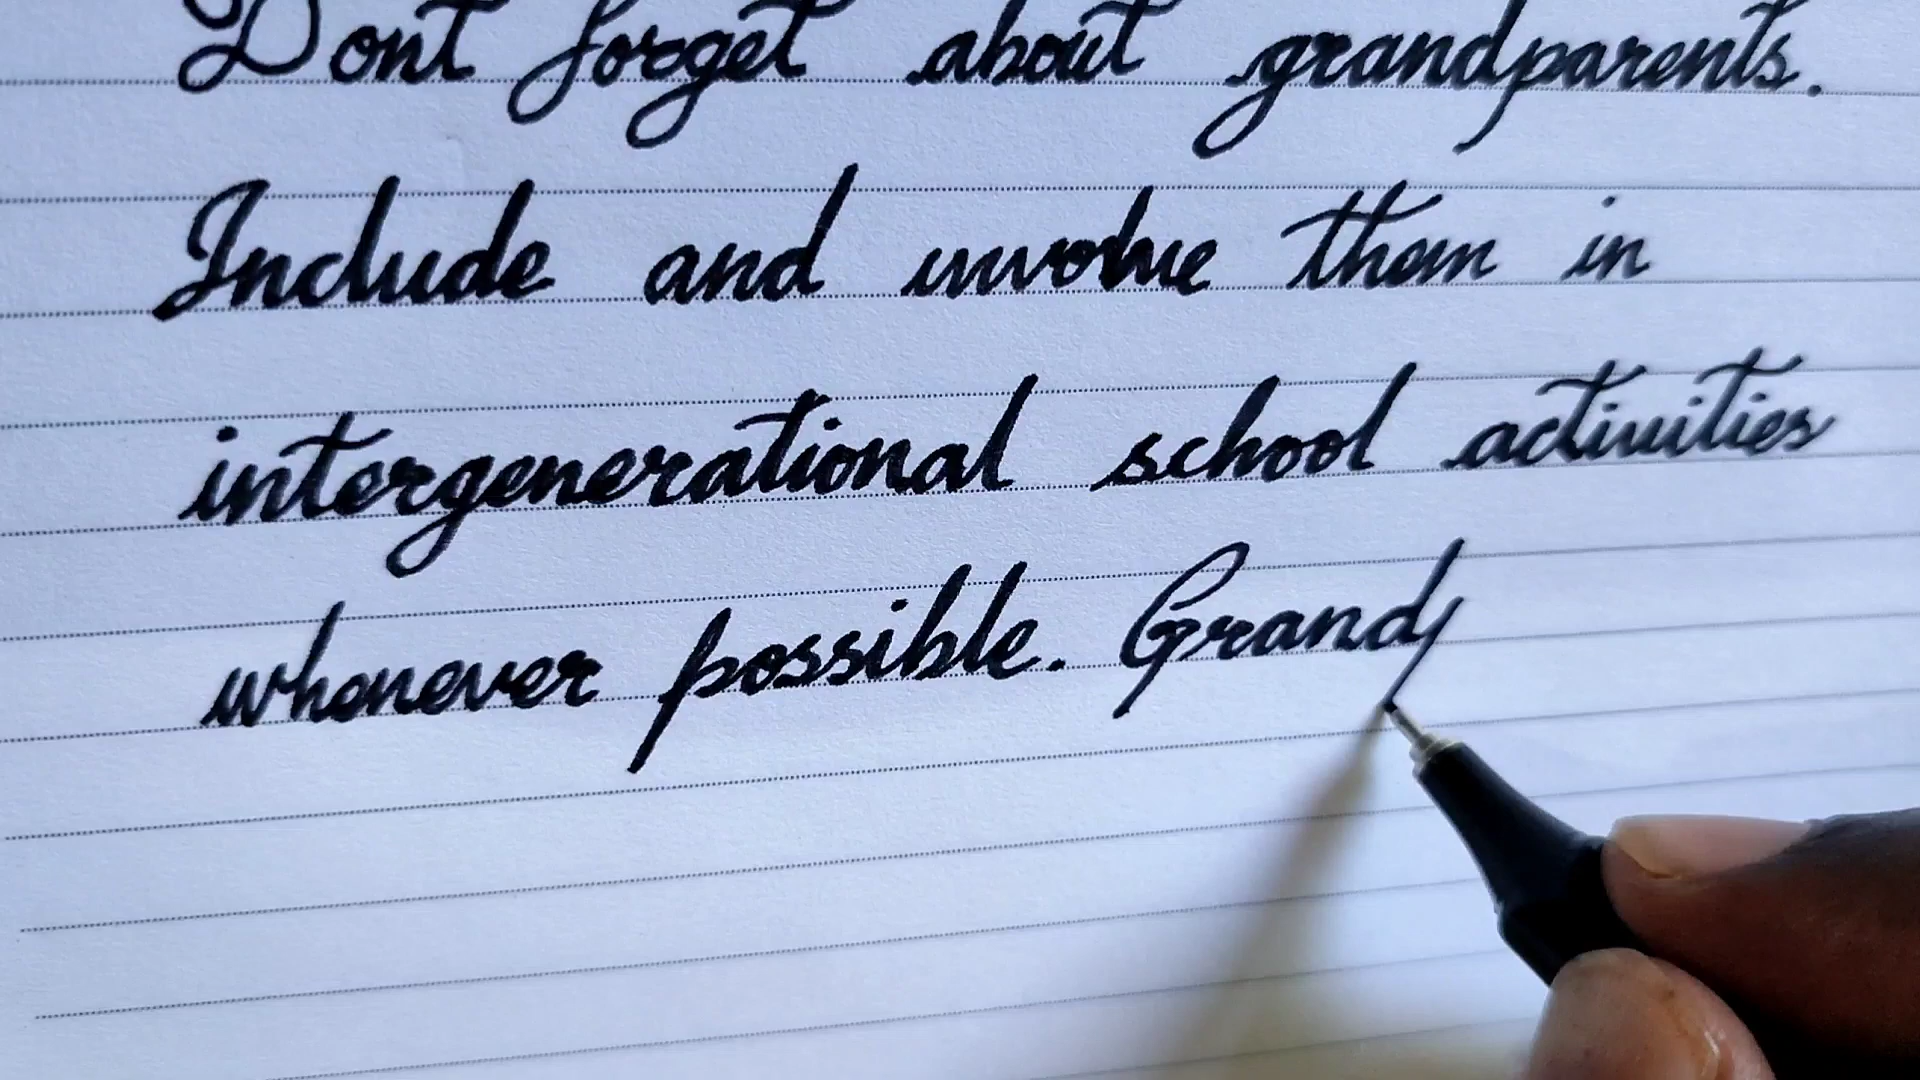 Dont forget about grandparents.
Include and involve them in
intergenerational school activities
whenever possible. Grand